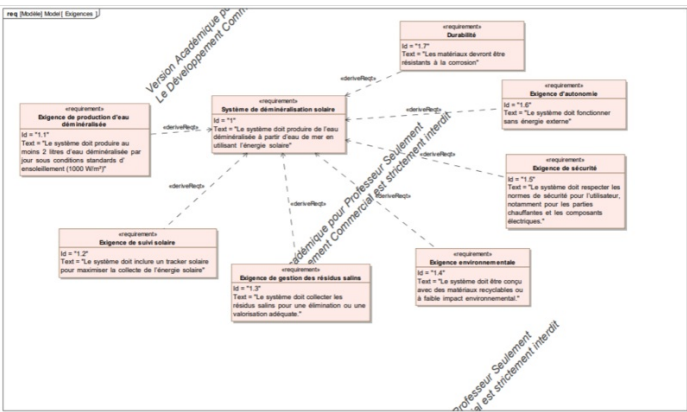 req [Modèle] Model [ Exigences ]
Version Académique po
Le Développement Comm
«requirement»
Durabilité
Id = "1.7"
Text = "Les matériaux devront être
résistants à la corrosion"
«deriveReqt»
«requirement»
Exigence de production d'eau
déminéralisée
Id = "1.1"
Text = "Le système doit produire au
moins 2 litres d'eau déminéralisée par
jour sous conditions standards d'
ensoleillement (1000 W/m²)"
«deriveReqt»
«requirement»
Système de déminéralisation solaire
Id = "1"
Text = "Le système doit produire de l'eau
déminéralisée à partir d'eau de mer en
utilisant l'énergie solaire"
«deriveReqt»
«requirement»
Exigence d'autonomie
Id = "1.6"
Text = "Le système doit fonctionner
sans énergie externe"
«deriveReqt»
«requirement»
Exigence de sécurité
Id = "1.5"
Text = "Le système doit respecter les
normes de sécurité pour l'utilisateur,
notamment pour les parties
chauffantes et les composants
électriques."
«deriveReqt»
«deriveReqt»
«deriveReqt»
adémique pour Professeur Seulement
ement Commercial est strictement interdit
«requirement»
Exigence de suivi solaire
Id = "1.2"
Text = "Le système doit inclure un tracker solaire
pour maximiser la collecte de l'énergie solaire"
«requirement»
Exigence de gestion des résidus salins
Id = "1.3"
Text = "Le système doit collecter les
résidus salins pour une élimination ou une
valorisation adéquate."
«requirement»
Exigence environnementale
Id = "1.4"
Text = "Le système doit être conçu
avec des matériaux recyclables ou
à faible impact environnemental."
Professeur Seulement
al est strictement interdit